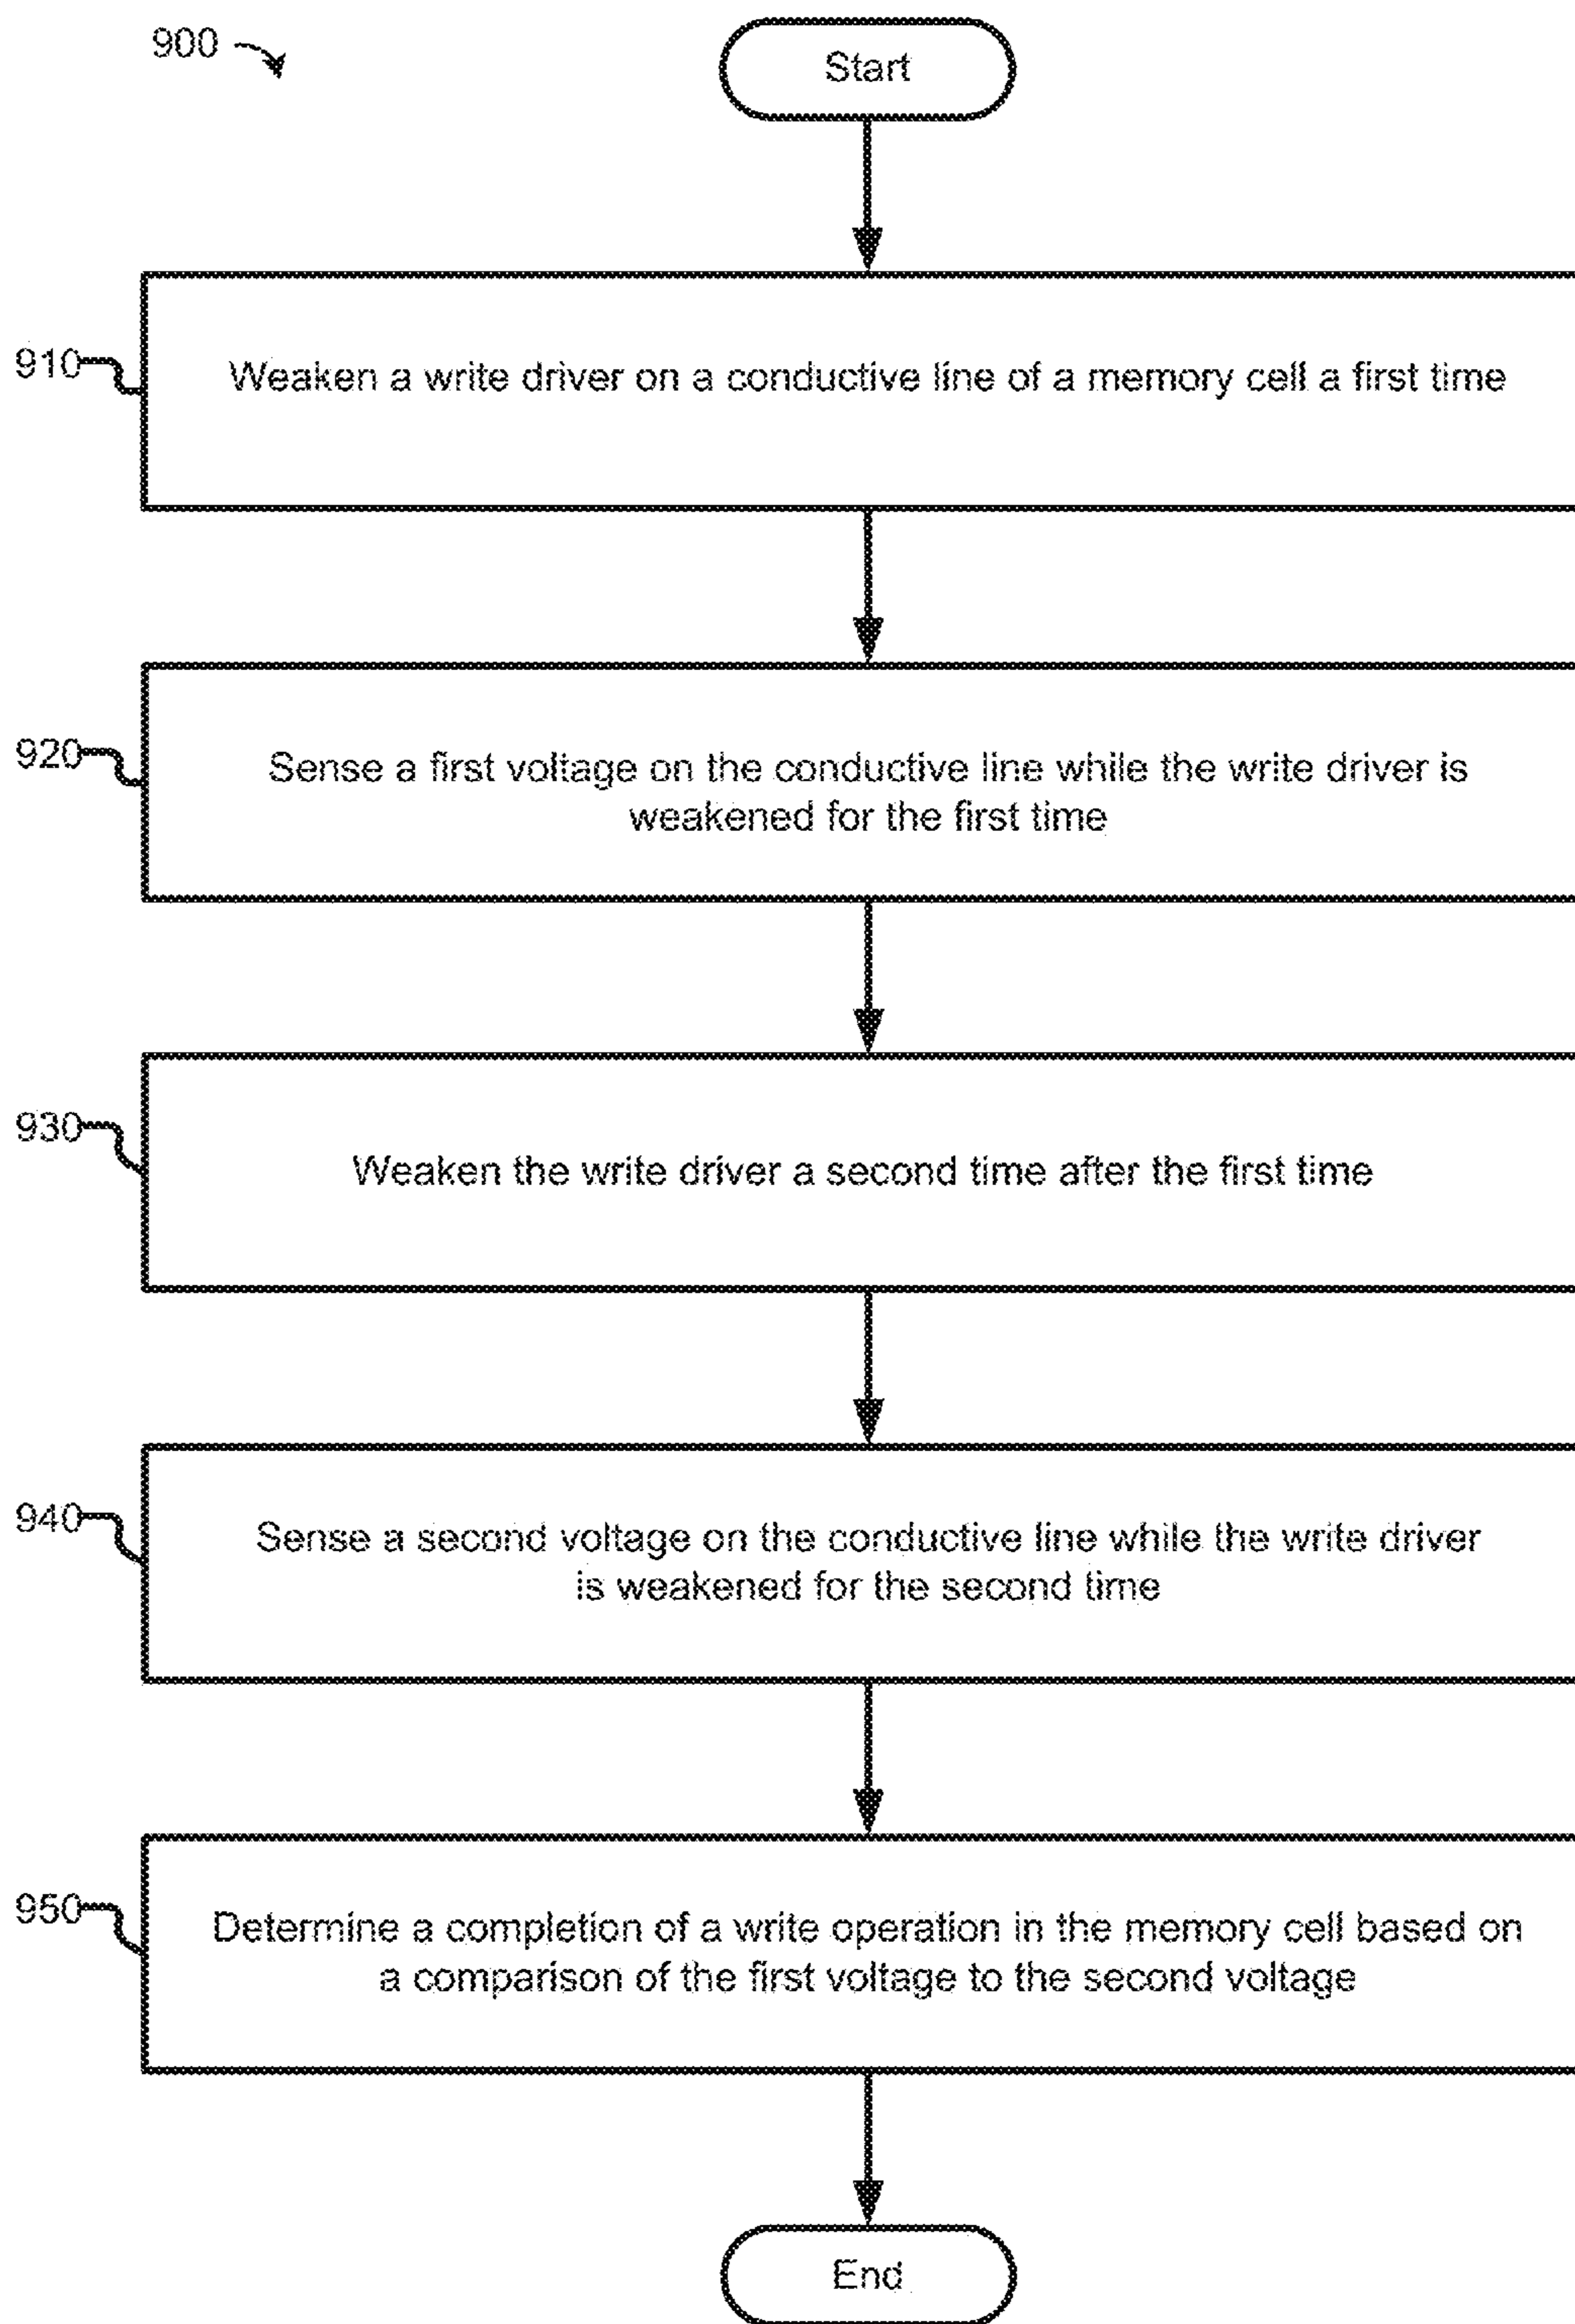 900
Start
910
Weaken a write driver on a conductive line of a memory cell a first time
920
Sense a first voltage on the conductive line while the write driver is
weakened for the first time
930
Weaken the write driver a second time after the first time
940
Sense a second voltage on the conductive line while the write driver
is weakened for the second time
950
Determine a completion of a write operation in the memory cell based on
a comparison of the first voltage to the second voltage
End